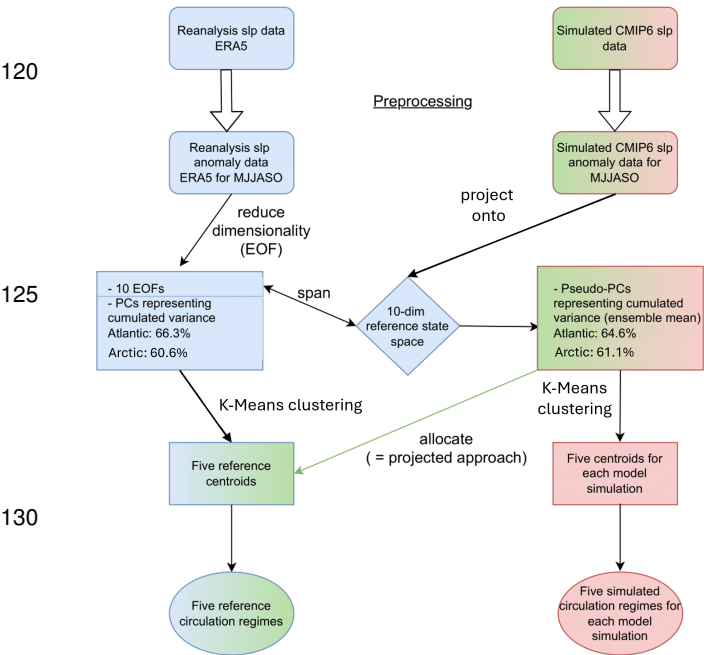 Reanalysis slp data
ERA5
Simulated CMIP6 slp
data
120
Preprocessing
Reanalysis slp
anomaly data
ERA5 for MJJASO
Simulated CMIP6 slp
anomaly data for
MJJASO
reduce
dimensionality
(EOF)
project
onto
125
- 10 EOFs
- PCs representing
cumulated variance
Atlantic: 66.3%
Arctic: 60.6%
span
10-dim
reference state
space
- Pseudo-PCs
representing cumulated
variance (ensemble mean)
Atlantic: 64.6%
Arctic: 61.1%
K-Means clustering
K-Means
clustering
allocate
( = projected approach)
Five reference
centroids
Five centroids for
each model
simulation
130
Five reference
circulation regimes
Five simulated
circulation regimes for
each model
simulation